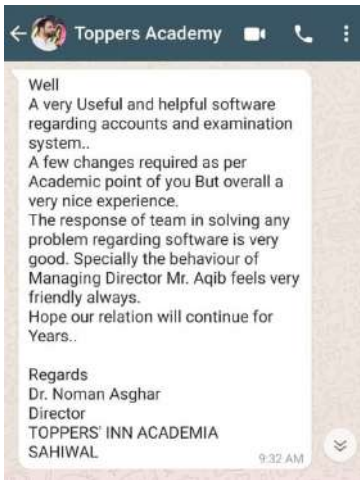 Toppers Academy
Well
A very Useful and helpful software
regarding accounts and examination
system..
A few changes required as per
Academic point of you But overall a
very nice experience.
The response of team in solving any
problem regarding software is very
good. Specially the behaviour of
Managing Director Mr. Aqib feels very
friendly always.
Hope our relation will continue for
Years..
Regards
Dr. Noman Asghar
Director
TOPPERS' INN ACADEMIA
SAHIWAL
9:32 AM